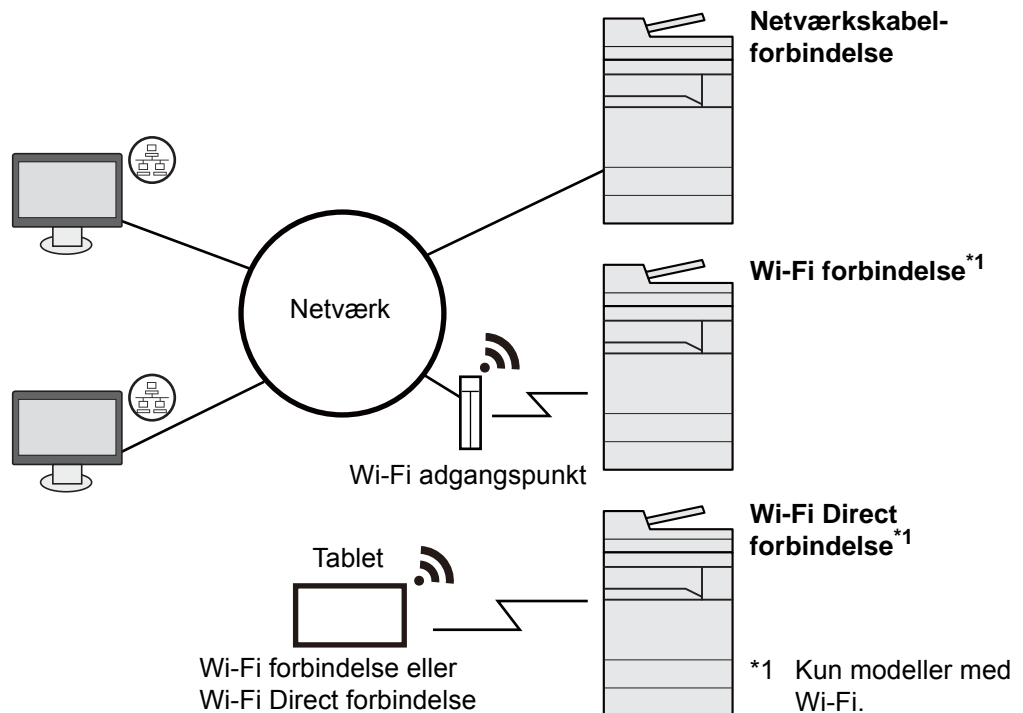 Netværkskabel-
forbindelse
Netværk
Wi-Fi forbindelse*1
Wi-Fi adgangspunkt
Wi-Fi Direct
forbindelse*1
Tablet
Wi-Fi forbindelse eller
Wi-Fi Direct forbindelse
*1 Kun modeller med
Wi-Fi.